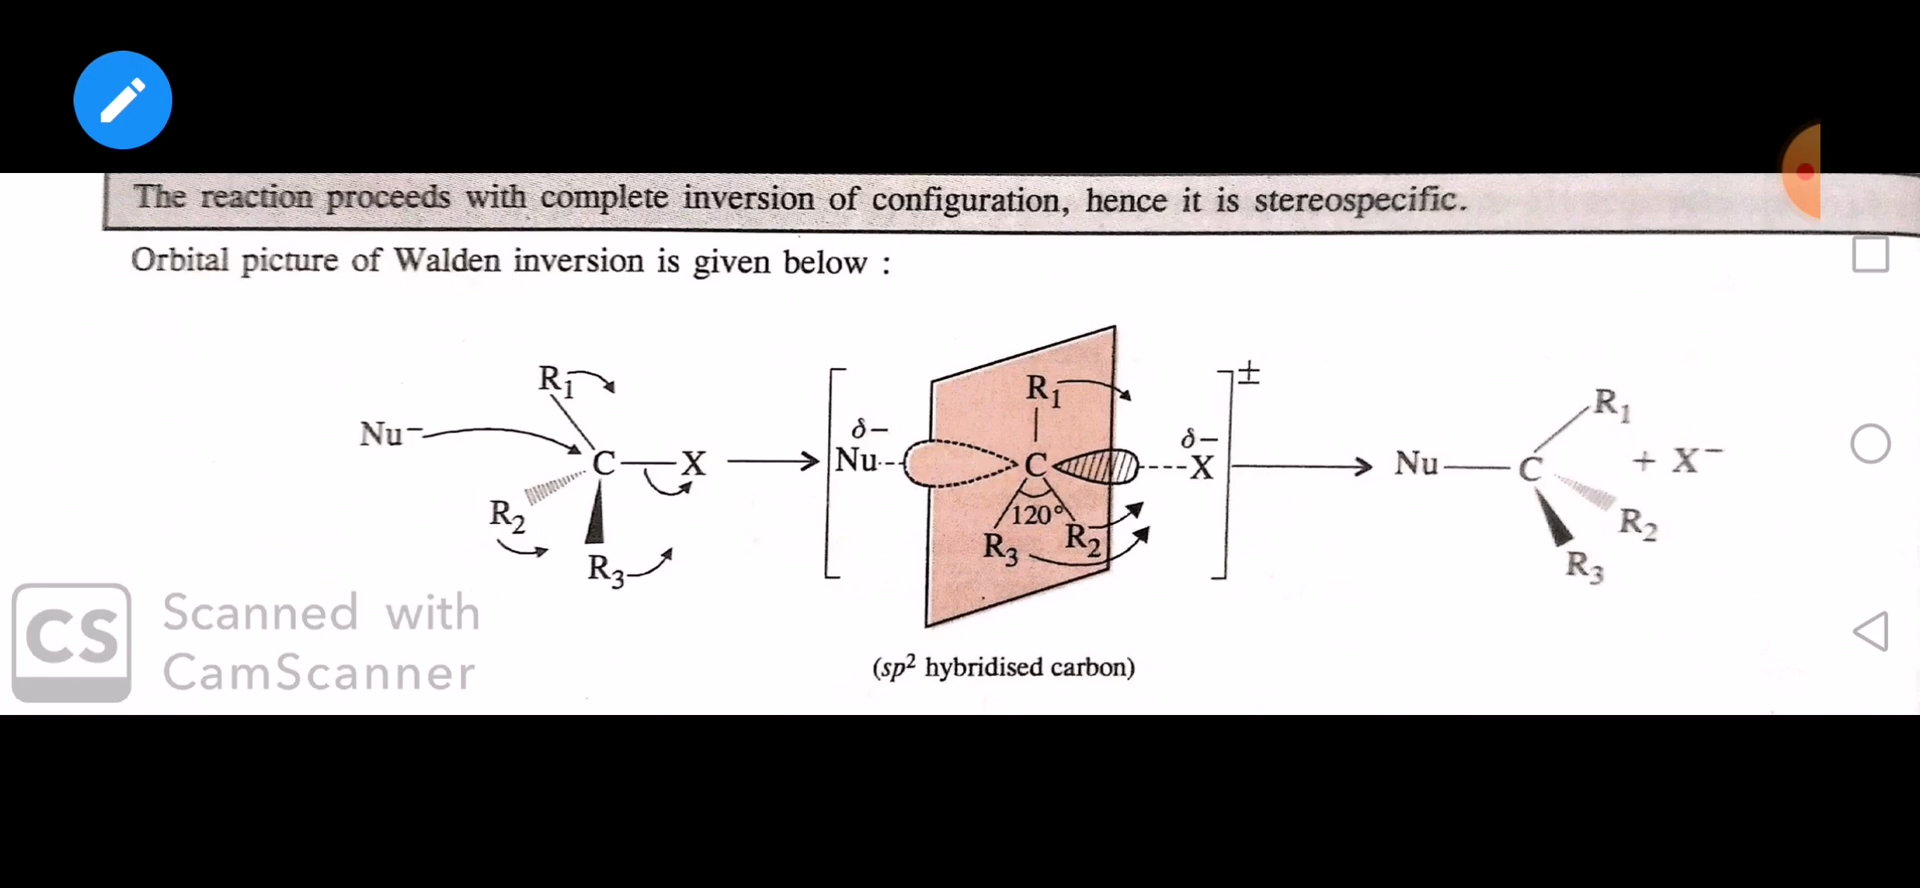 The reaction proceeds with complete inversion of configuration, hence it is stereospecific.
Orbital picture of Walden inversion is given below :
R₁
Nu⁻
C—X
R₂
R₃
δ−
Nu
R₁
C
120°
R₃
R₂
δ−
X
±
Nu—C
R₁
R₂
R₃
+ X⁻
(sp² hybridised carbon)
CS
Scanned with
CamScanner